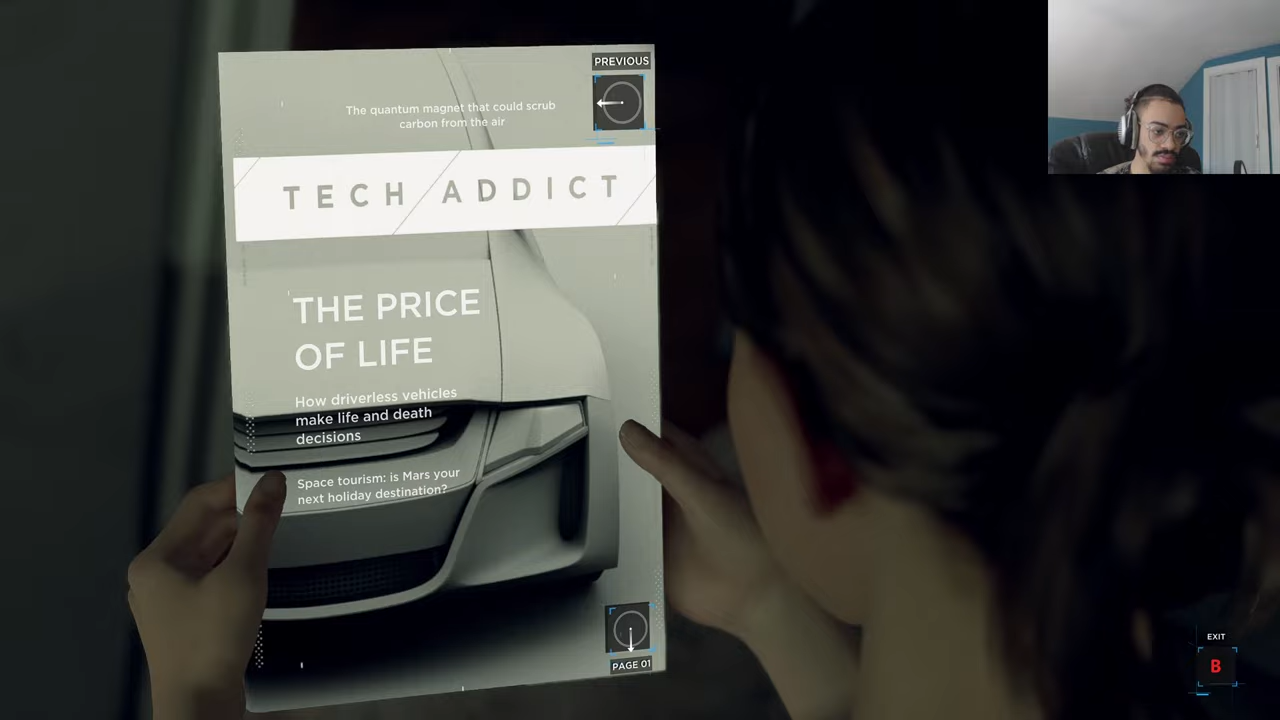 PREVIOUS
The quantum magnet that could scrub
carbon from the air
TECH ADDICT
THE PRICE
OF LIFE
How driverless vehicles
make life and death
decisions
Space tourism: is Mars your
next holiday destination?
PAGE 01
EXIT
B